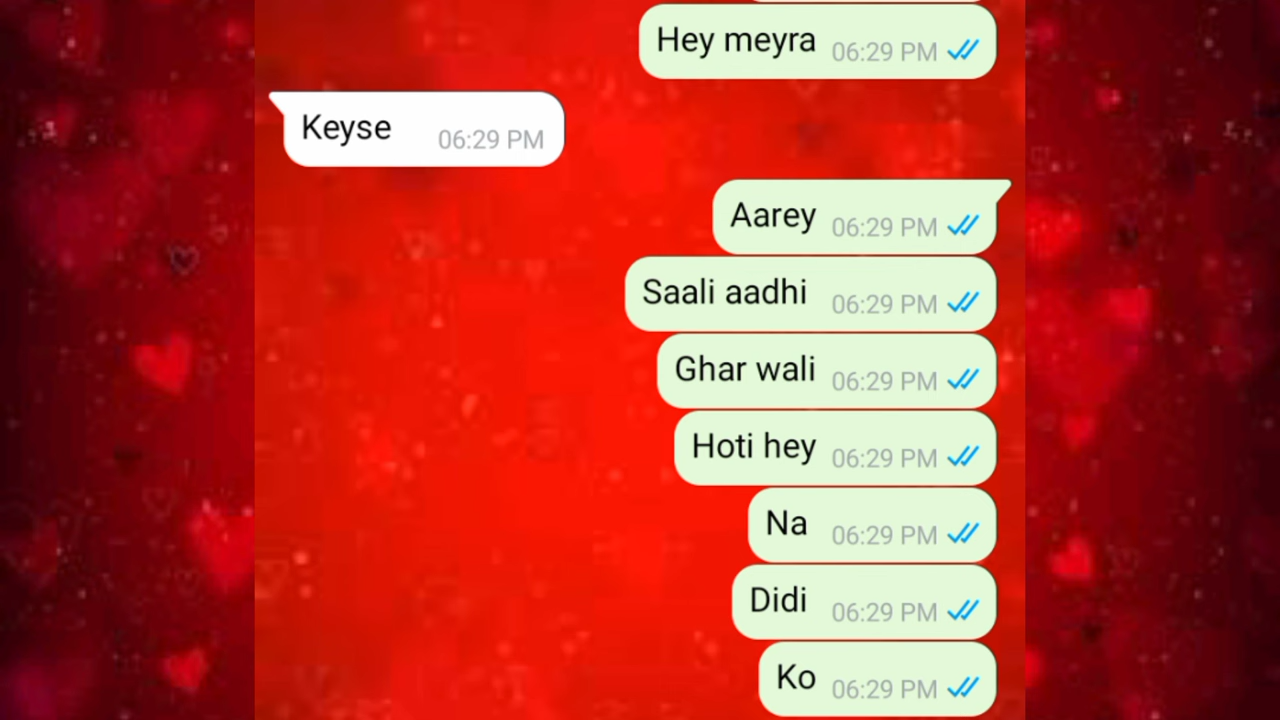 Hey meyra 06:29 PM
Keyse 06:29 PM
Aarey 06:29 PM
Saali aadhi 06:29 PM
Ghar wali 06:29 PM
Hoti hey 06:29 PM
Na 06:29 PM
Didi 06:29 PM
Ko 06:29 PM